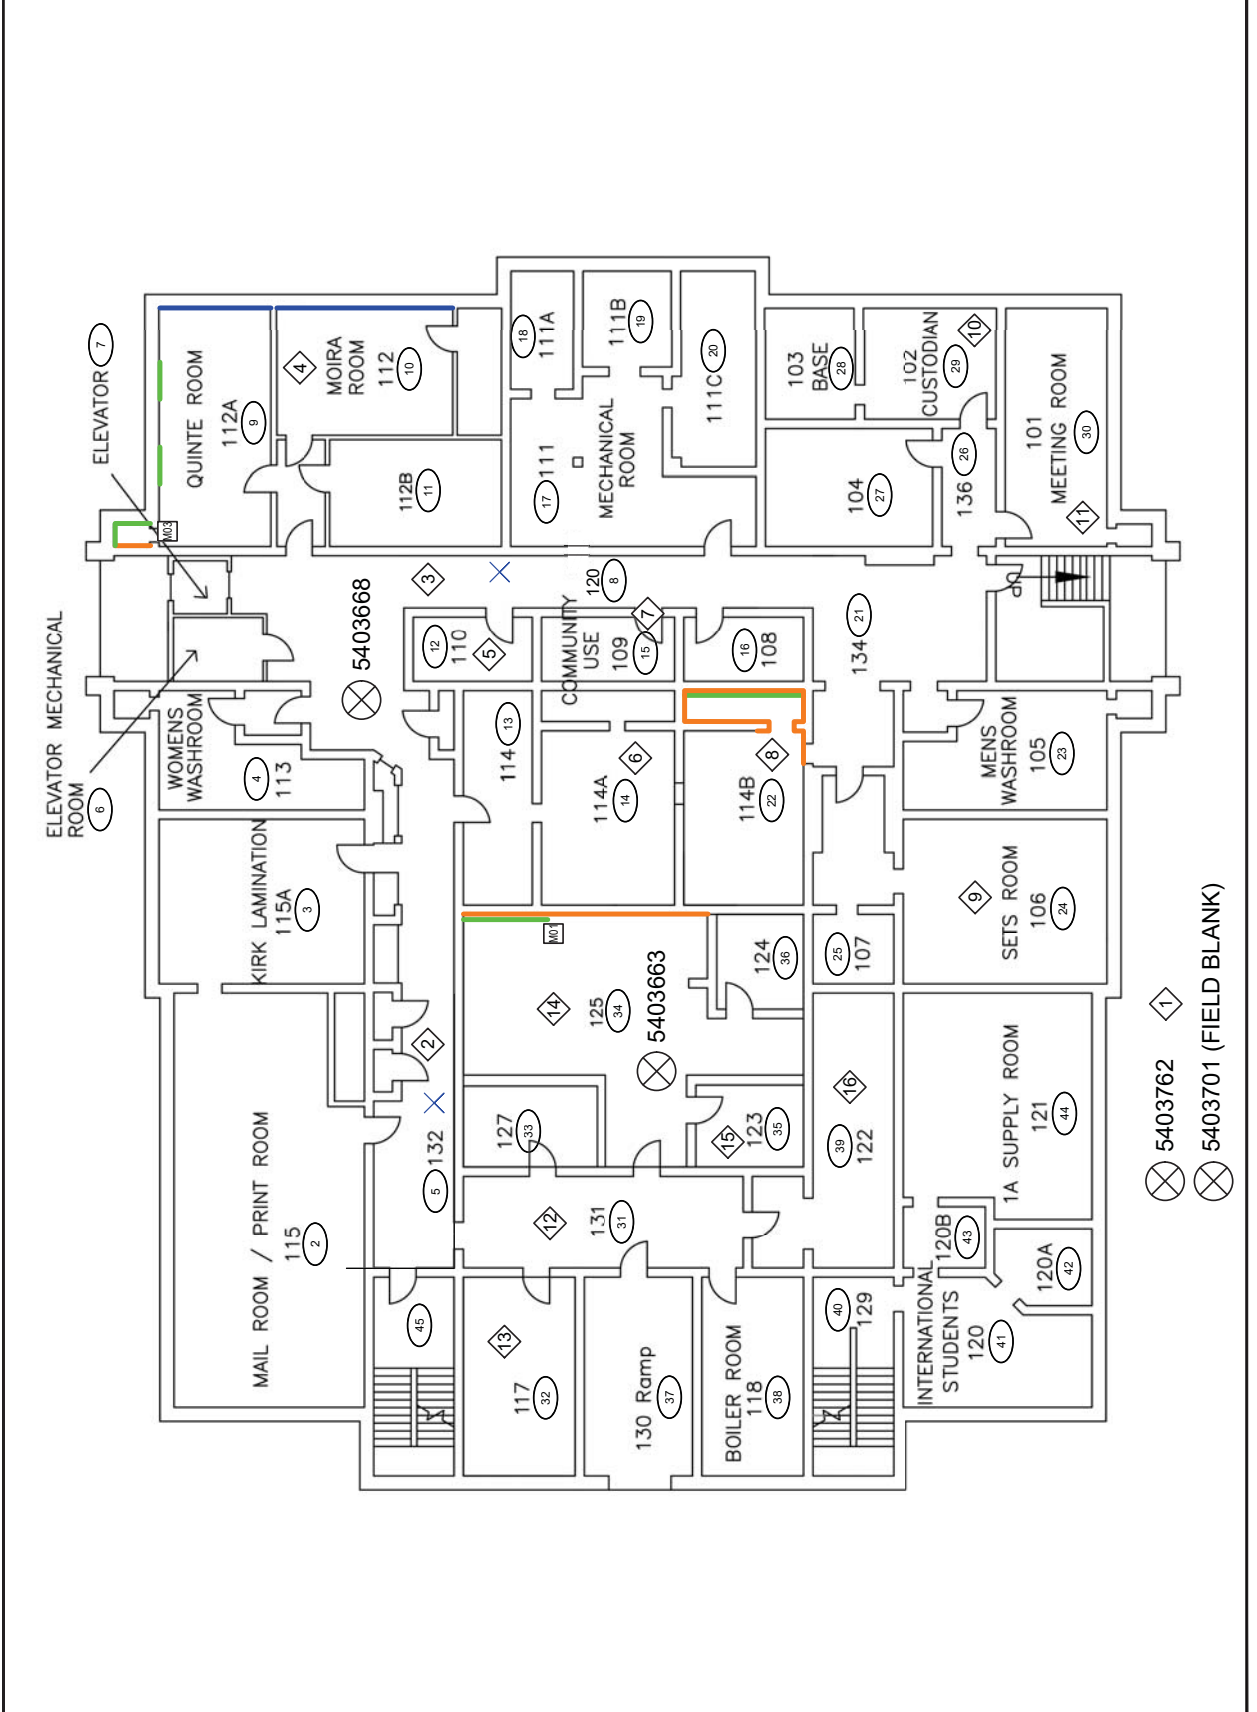 ELEVATOR MECHANICAL
ROOM
6
ELEVATOR
7
WOMENS
WASHROOM
113
4
KIRK LAMINATION
115A
3
MAIL ROOM / PRINT ROOM
115
2
QUINTE ROOM
112A
9
M03
MOIRA
ROOM
112
10
4
112B
11
5403668
3
120
8
110
12
5
132
5
2
45
114
13
COMMUNITY
USE
109
15
7
108
16
111
17
MECHANICAL
ROOM
111A
18
111B
19
111C
20
114A
14
6
114B
22
8
M01
125
34
14
5403663
124
36
127
33
123
35
15
131
31
12
117
32
13
130 Ramp
37
BOILER ROOM
118
38
103
BASE
28
102
CUSTODIAN
29
10
104
27
136
26
101
MEETING ROOM
30
11
UP
134
21
MENS
WASHROOM
105
23
SETS ROOM
106
24
9
107
25
122
39
16
129
40
1A SUPPLY ROOM
121
44
120B
43
120A
42
INTERNATIONAL
STUDENTS
120
41
5403762
1
5403701 (FIELD BLANK)